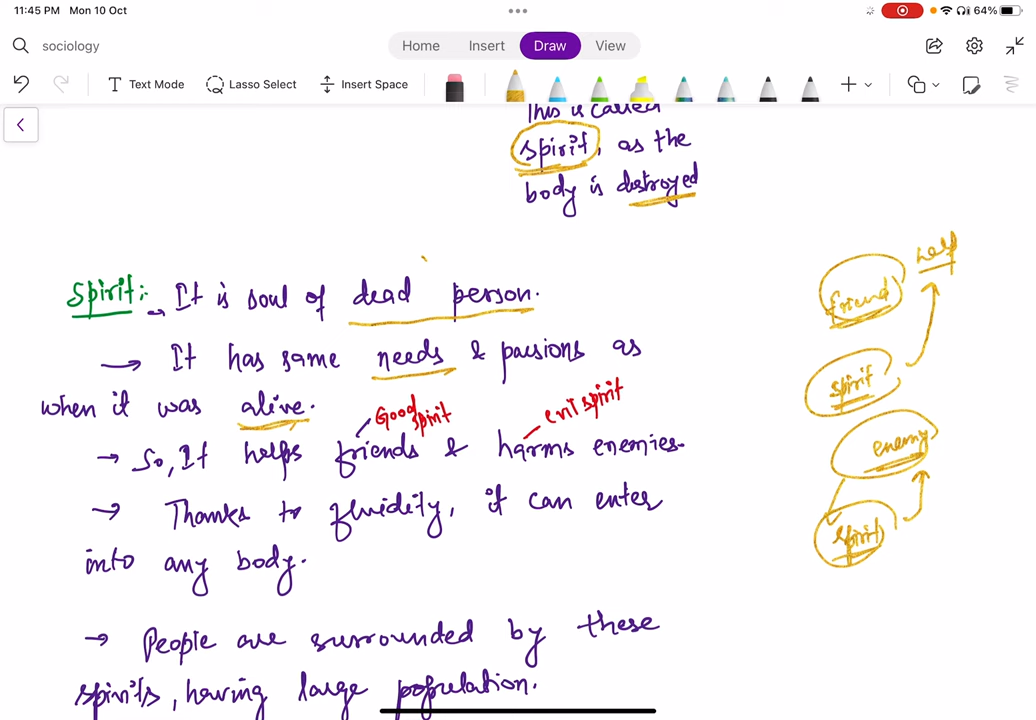 11:45 PM Mon 10 Oct
64%
sociology
Home Insert Draw View
Text Mode Lasso Select Insert Space
This is called
spirit, as the
body is destroyed
help
friend
Spirit:- → It is soul of dead person.
→ It has same needs & passions as
spirit
when it was alive.
Good spirit
evil spirit
enemy
→ So, It helps friends & harms enemies.
→ Thanks to fluidity, it can enter
spirit
into any body.
→ People are surrounded by these
spirits, having large population.